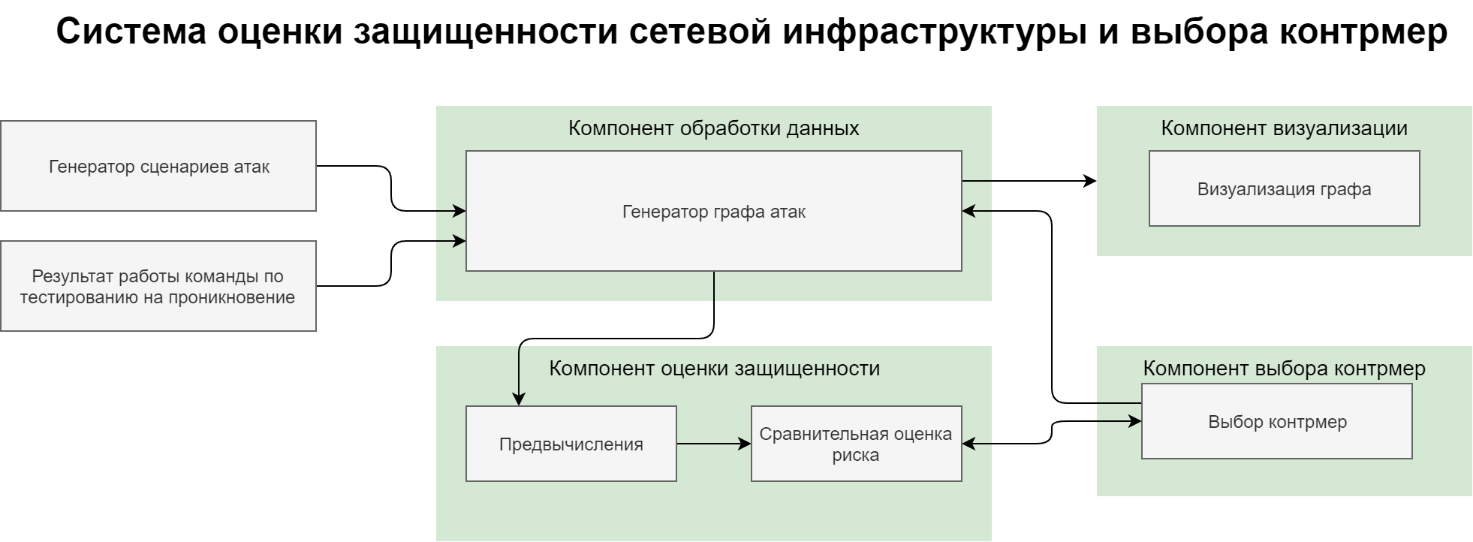 Система оценки защищенности сетевой инфраструктуры и выбора контрмер
Генератор сценариев атак
Результат работы команды по
тестированию на проникновение
Компонент обработки данных
Генератор графа атак
Компонент визуализации
Визуализация графа
Компонент оценки защищенности
Предвычисления
Сравнительная оценка
риска
Компонент выбора контрмер
Выбор контрмер